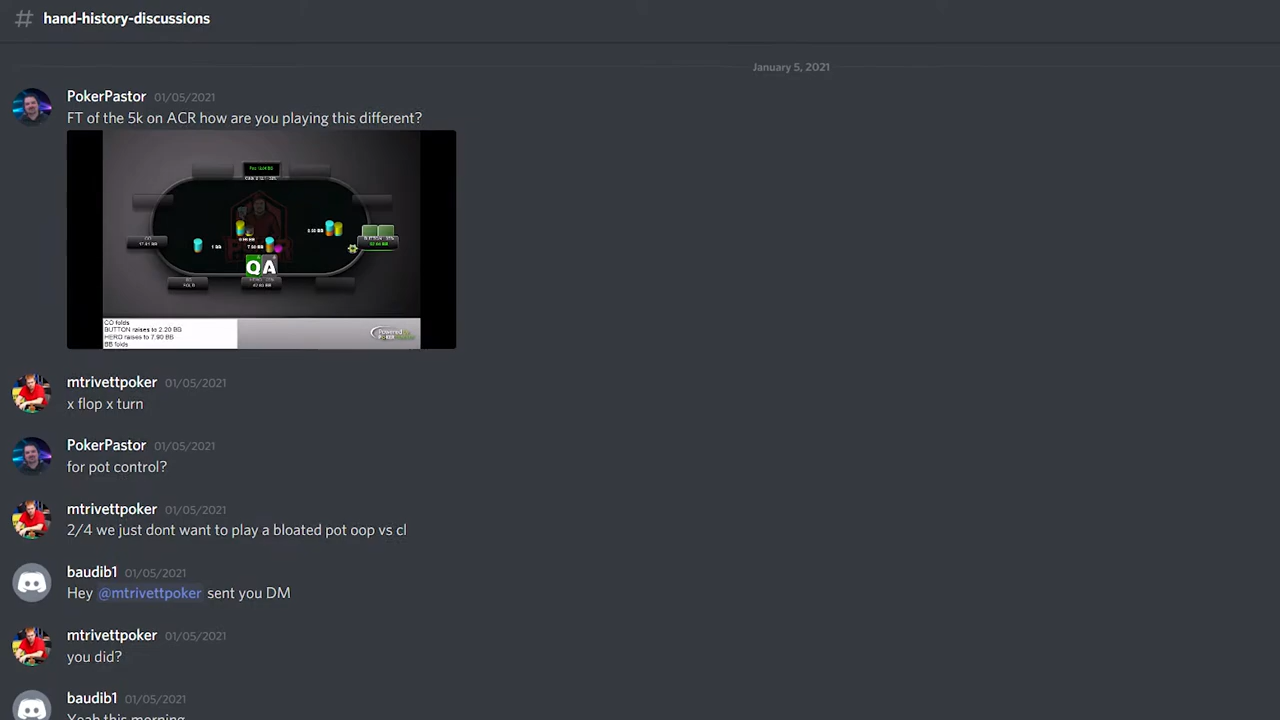 hand-history-discussions
January 5, 2021
PokerPastor 01/05/2021
FT of the 5k on ACR how are you playing this different?
1 BR
Q A
CO folds
BUTTON raises to 2.20 BB
HERO raises to 7.90 BB
BB folds
mtrivettpoker 01/05/2021
x flop x turn
PokerPastor 01/05/2021
for pot control?
mtrivettpoker 01/05/2021
2/4 we just dont want to play a bloated pot oop vs cl
baudib1 01/05/2021
Hey @mtrivettpoker sent you DM
mtrivettpoker 01/05/2021
you did?
baudib1 01/05/2021
Yeah this morning